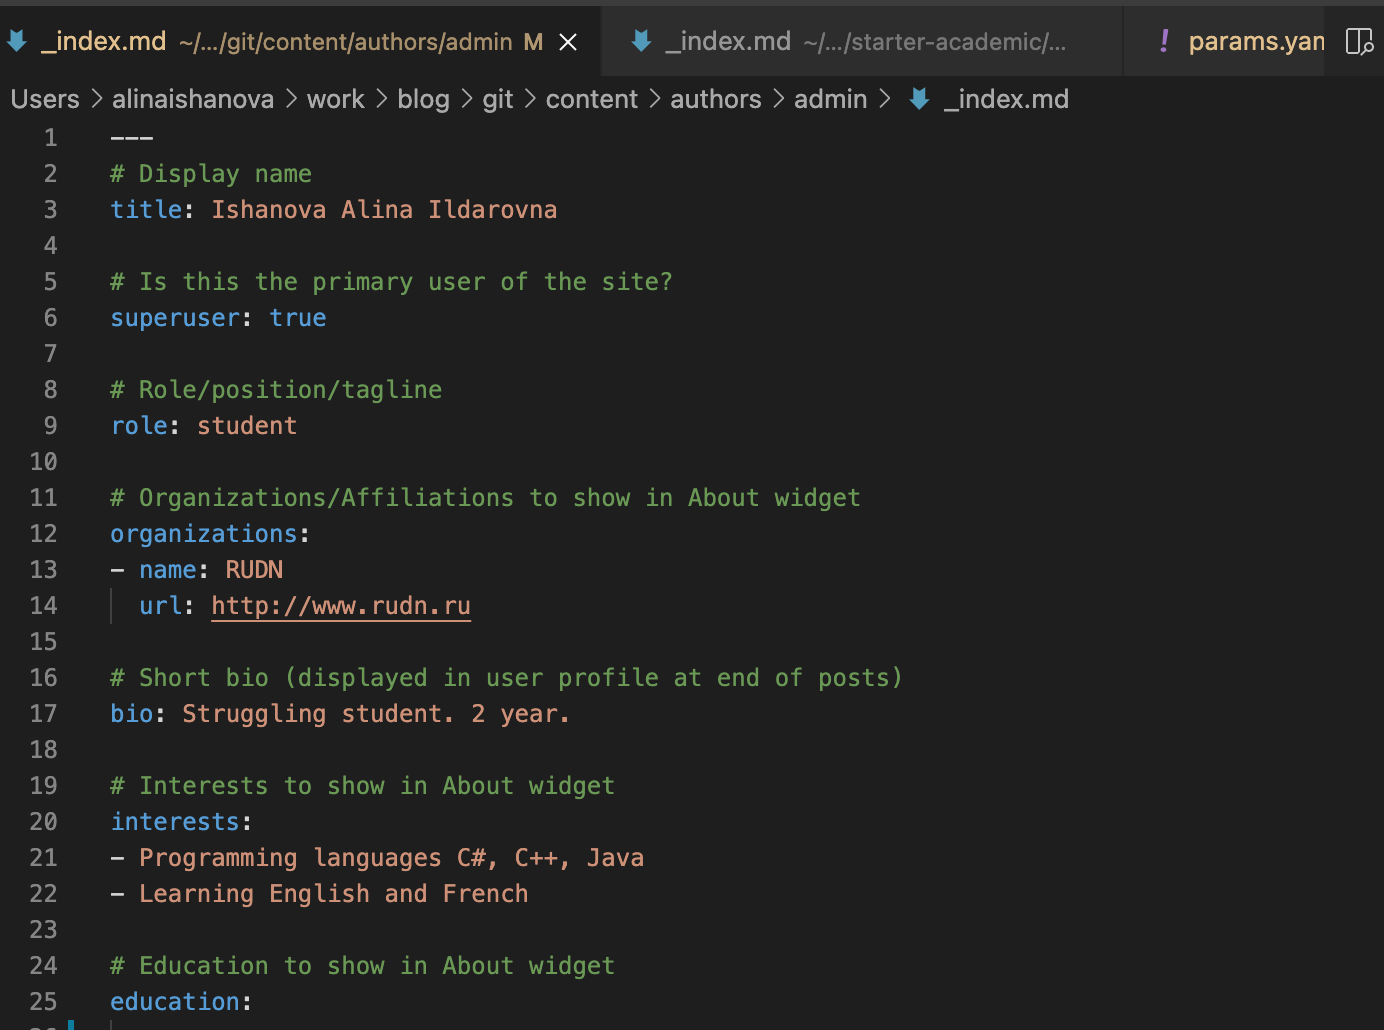 _index.md ~/.../git/content/authors/admin M
_index.md ~/.../starter-academic/...
! params.yam
Users > alinaishanova > work > blog > git > content > authors > admin > _index.md
1 ---
2 # Display name
3 title: Ishanova Alina Ildarovna
4
5 # Is this the primary user of the site?
6 superuser: true
7
8 # Role/position/tagline
9 role: student
10
11 # Organizations/Affiliations to show in About widget
12 organizations:
13 - name: RUDN
14 url: http://www.rudn.ru
15
16 # Short bio (displayed in user profile at end of posts)
17 bio: Struggling student. 2 year.
18
19 # Interests to show in About widget
20 interests:
21 - Programming languages C#, C++, Java
22 - Learning English and French
23
24 # Education to show in About widget
25 education: